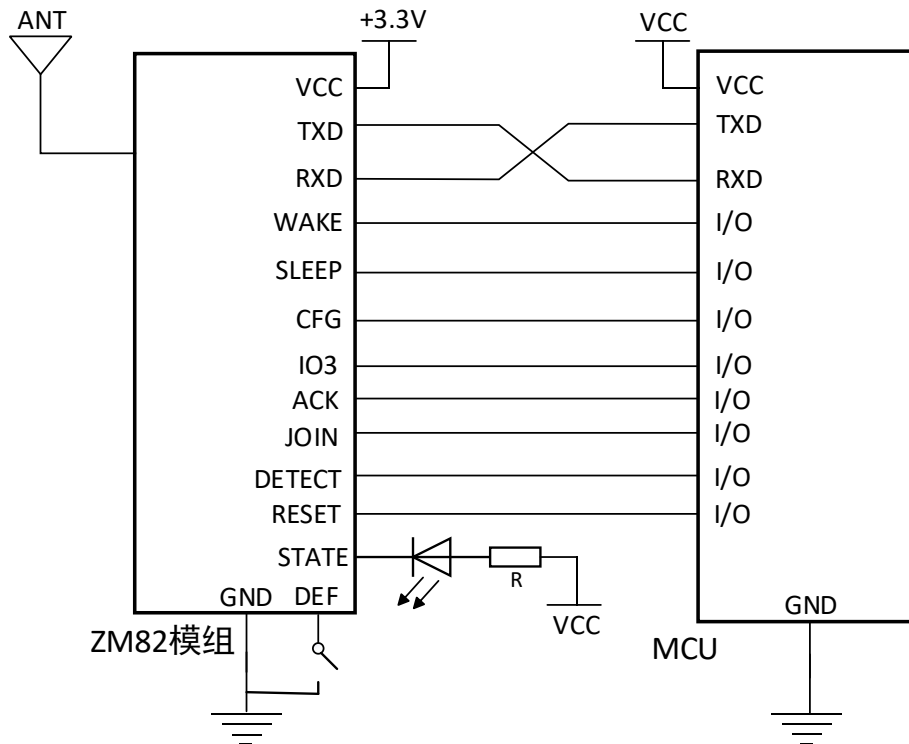 ANT
+3.3V
VCC
VCC
VCC
TXD
TXD
RXD
RXD
WAKE
I/O
SLEEP
I/O
CFG
I/O
IO3
I/O
ACK
I/O
JOIN
I/O
DETECT
I/O
RESET
I/O
STATE
R
GND
DEF
VCC
GND
ZM82模组
MCU